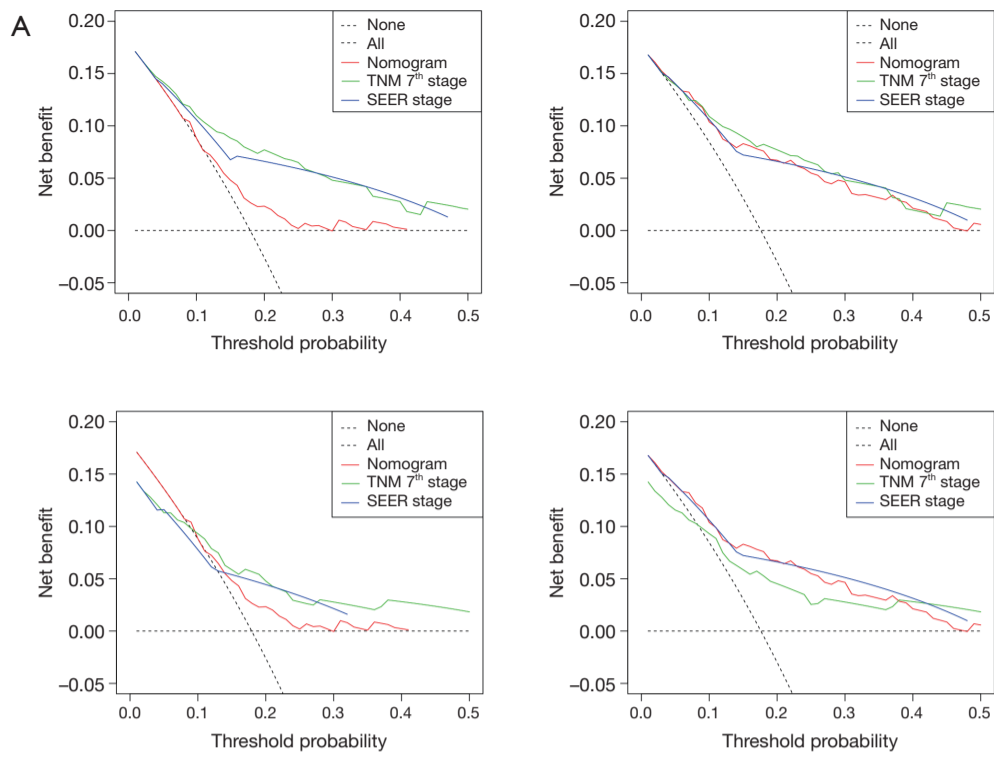 A
0.20
0.15
0.10
0.05
0.00
–0.05
Net benefit
None
All
Nomogram
TNM 7th stage
SEER stage
0.0 0.1 0.2 0.3 0.4 0.5
Threshold probability
0.20
0.15
0.10
0.05
0.00
–0.05
Net benefit
None
All
Nomogram
TNM 7th stage
SEER stage
0.0 0.1 0.2 0.3 0.4 0.5
Threshold probability
0.20
0.15
0.10
0.05
0.00
–0.05
Net benefit
None
All
Nomogram
TNM 7th stage
SEER stage
0.0 0.1 0.2 0.3 0.4 0.5
Threshold probability
0.20
0.15
0.10
0.05
0.00
–0.05
Net benefit
None
All
Nomogram
TNM 7th stage
SEER stage
0.0 0.1 0.2 0.3 0.4 0.5
Threshold probability